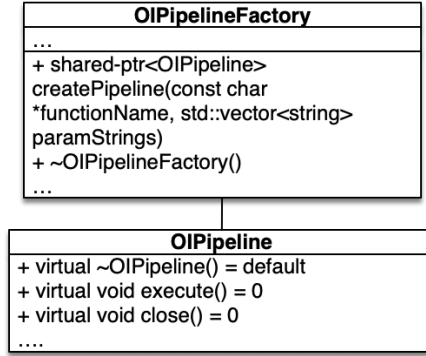 OIPipelineFactory
...
+ shared-ptr<OIPipeline>
createPipeline(const char
*functionName, std::vector<string>
paramStrings)
+ ~OIPipelineFactory()
...
OIPipeline
+ virtual ~OIPipeline() = default
+ virtual void execute() = 0
+ virtual void close() = 0
....